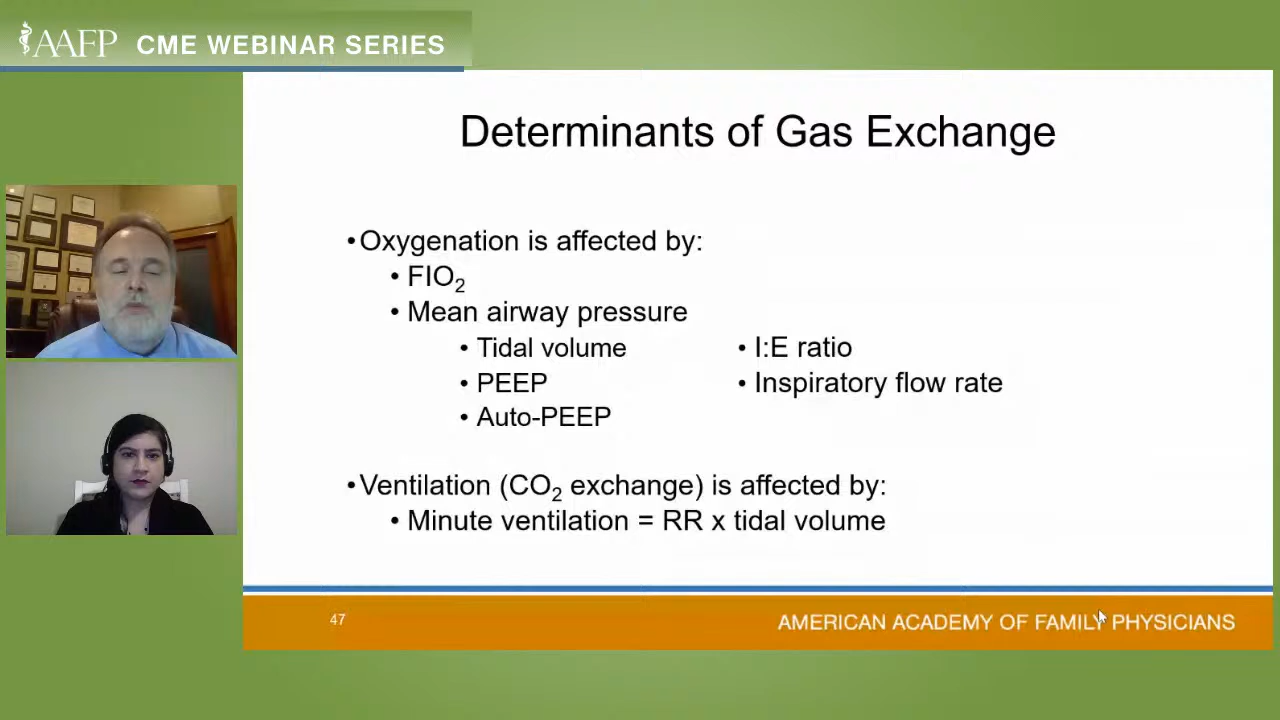 AAFP CME WEBINAR SERIES
Determinants of Gas Exchange
•Oxygenation is affected by:
• FIO₂
• Mean airway pressure
• Tidal volume
• PEEP
• Auto-PEEP
• I:E ratio
• Inspiratory flow rate
•Ventilation (CO₂ exchange) is affected by:
• Minute ventilation = RR x tidal volume
47
AMERICAN ACADEMY OF FAMILY PHYSICIANS